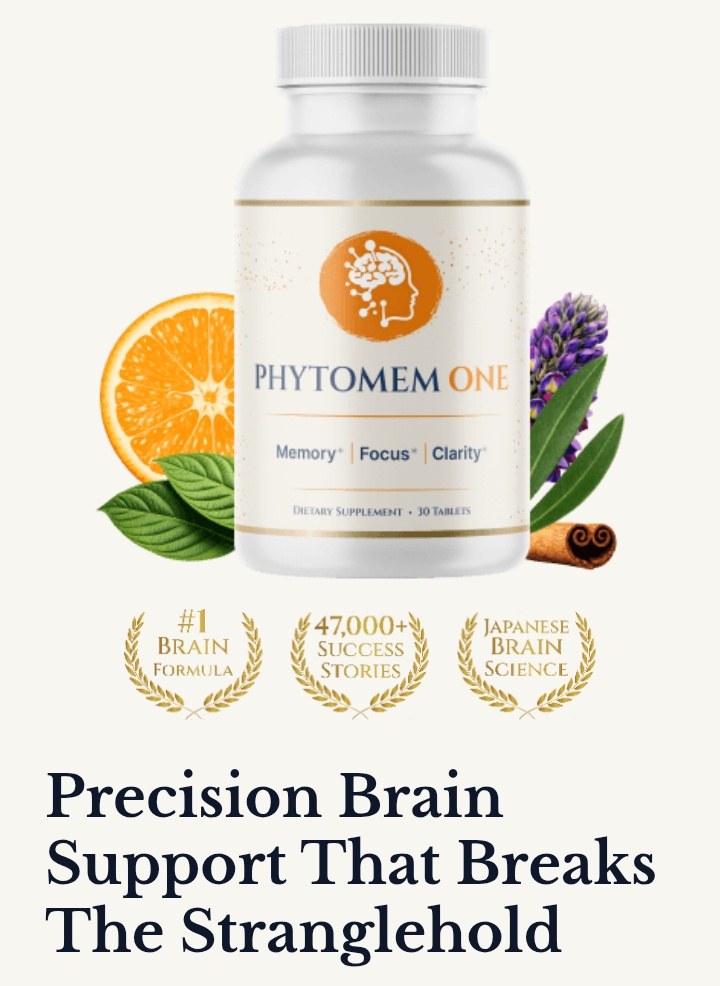 PHYTOMEM ONE
Memory* | Focus* | Clarity*
DIETARY SUPPLEMENT • 30 TABLETS
#1
BRAIN
FORMULA
47,000+
SUCCESS
STORIES
JAPANESE
BRAIN
SCIENCE
Precision Brain
Support That Breaks
The Stranglehold